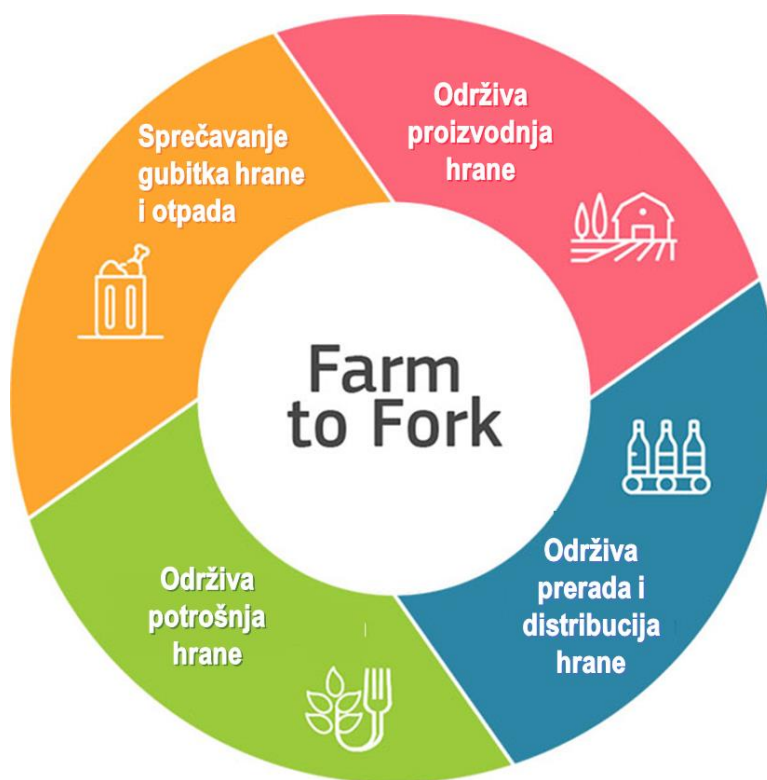 Sprečavanje
gubitka hrane
i otpada
Održiva
proizvodnja
hrane
Farm
to Fork
Održiva
potrošnja
hrane
Održiva
prerada i
distribucija
hrane